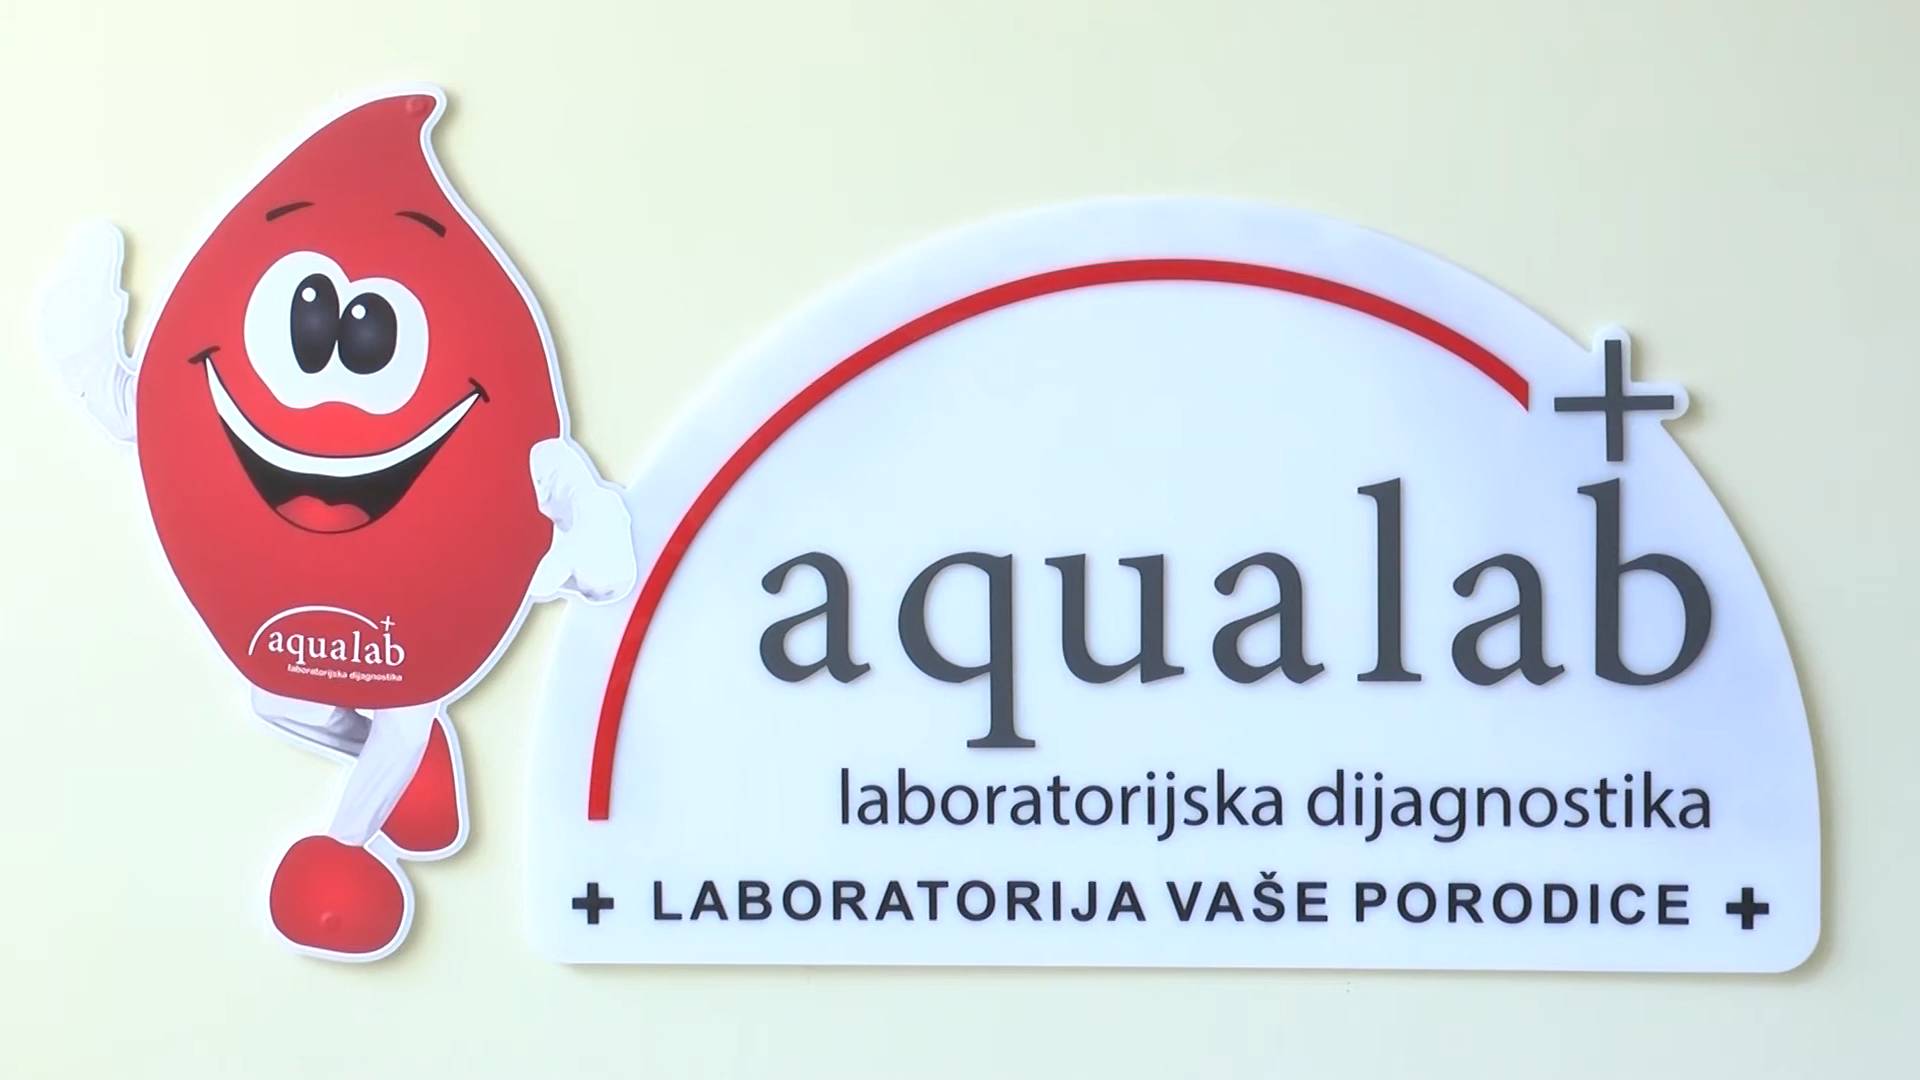 aqualab
laboratorijska dijagnostika
aqualab
laboratorijska dijagnostika
+ LABORATORIJA VAŠE PORODICE +